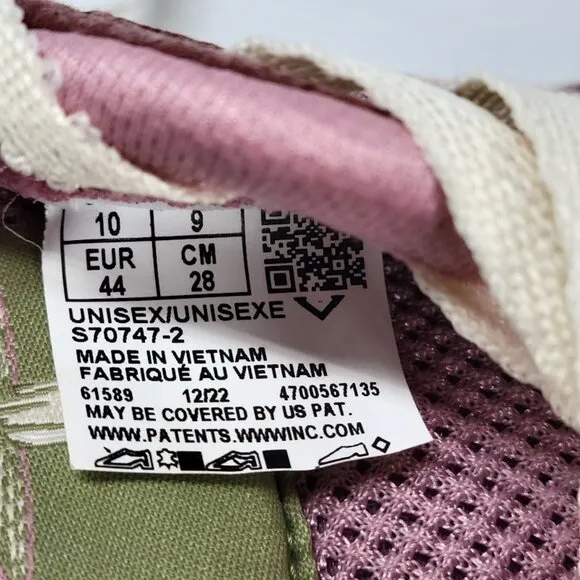 10 9
EUR CM
44 28
UNISEX/UNISEXE
S70747-2
MADE IN VIETNAM
FABRIQUÉ AU VIETNAM
61589 12/22 4700567135
MAY BE COVERED BY US PAT.
WWW.PATENTS.WWWINC.COM